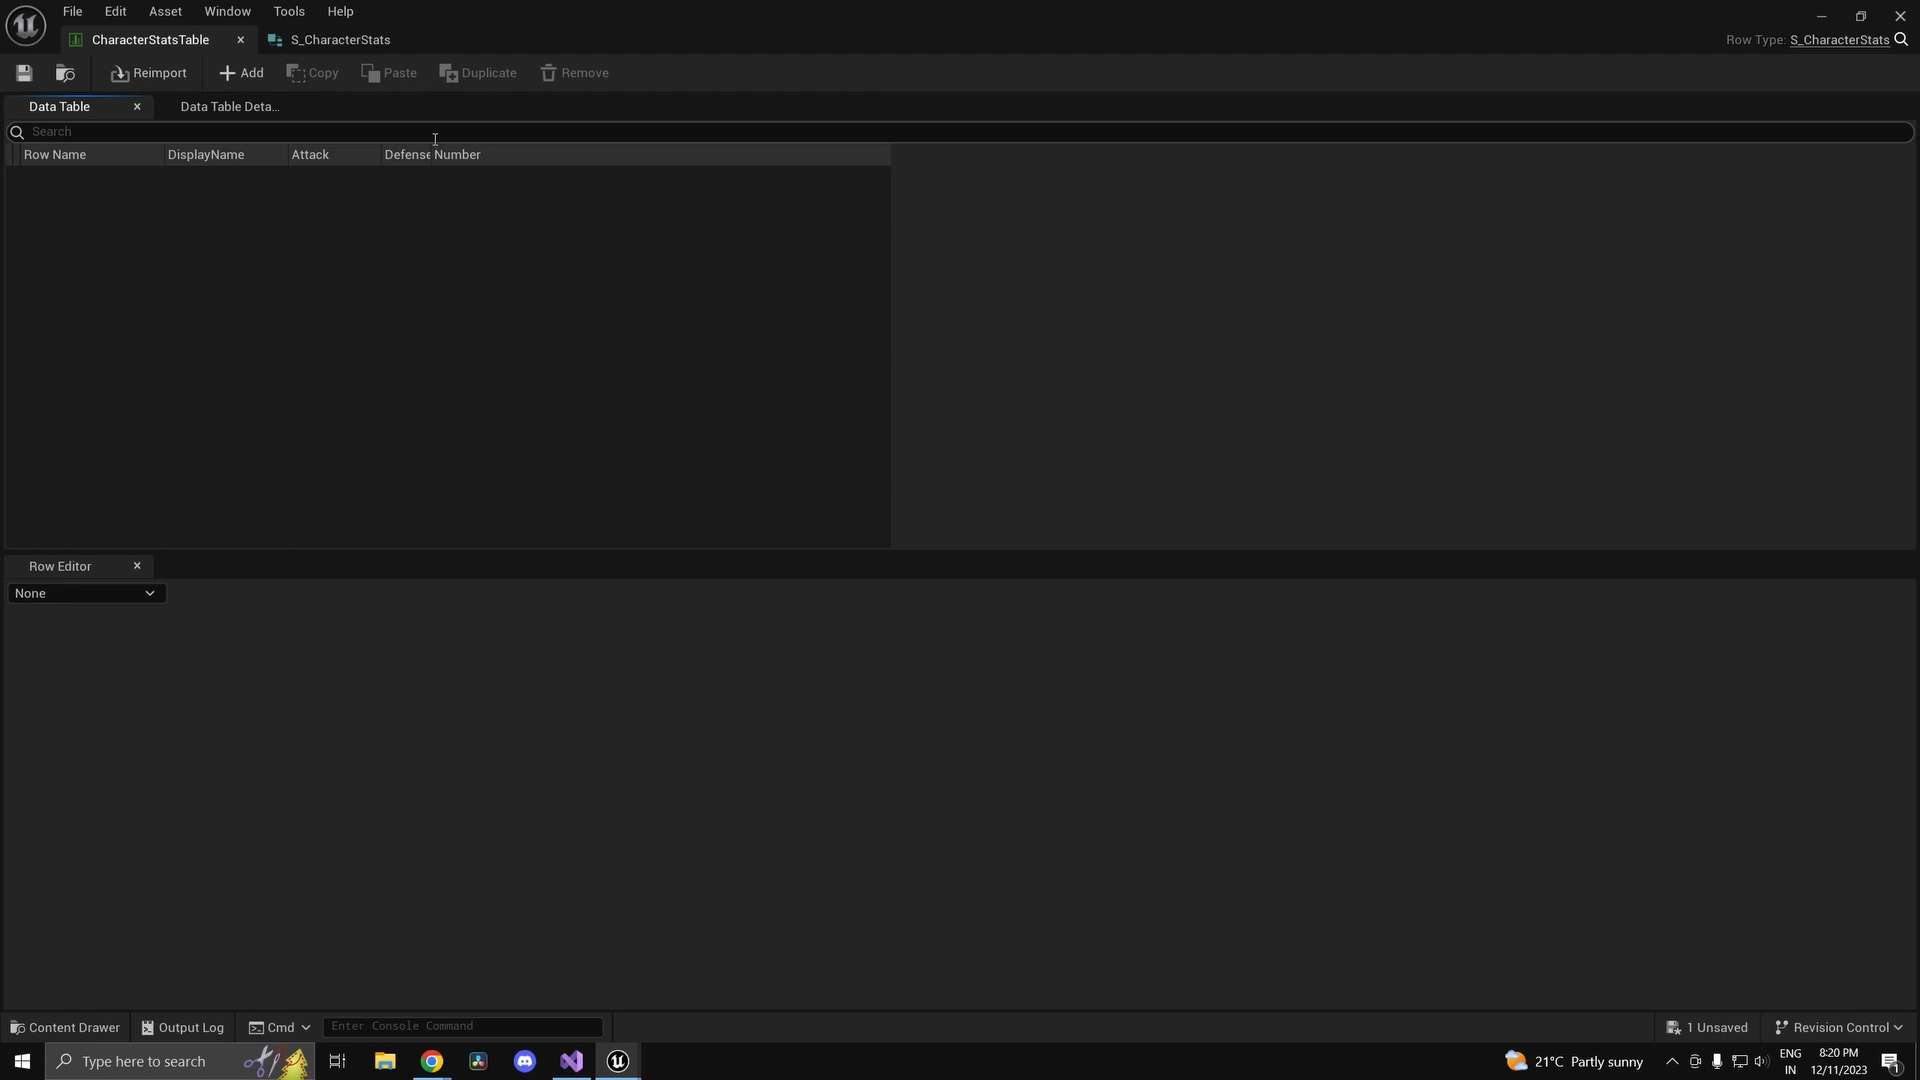 File Edit Asset Window Tools Help
CharacterStatsTable S_CharacterStats Row Type: S_CharacterStats
Reimport Add Copy Paste Duplicate Remove
Data Table Data Table Deta...
Search
Row Name DisplayName Attack Defense Number
Row Editor
None
Content Drawer Output Log Cmd Enter Console Command 1 Unsaved Revision Control
Type here to search 21°C Partly sunny ENG IN 8:20 PM 12/11/2023 1